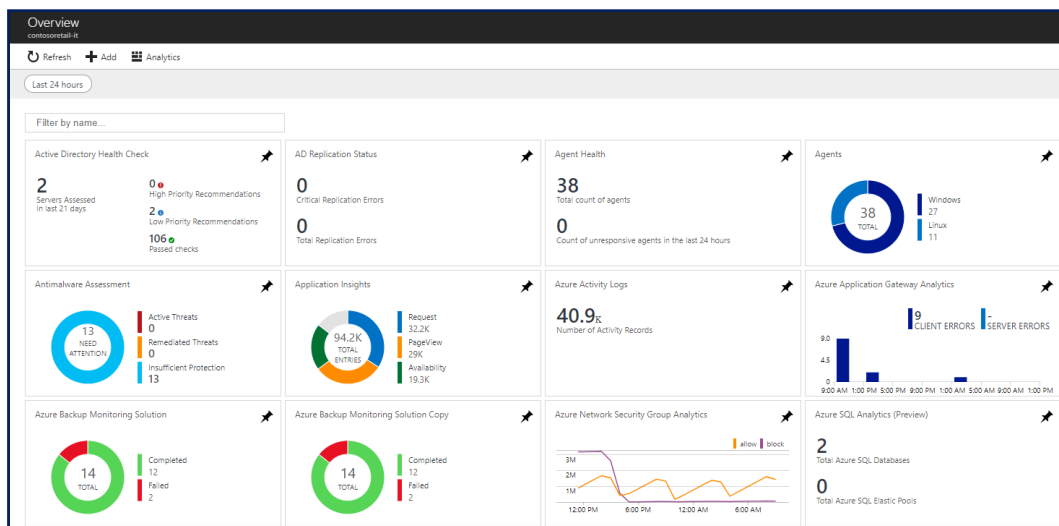 Overview
contosoretail-it
Refresh Add Analytics
Last 24 hours
Filter by name...
Active Directory Health Check
2
Servers Assessed
in last 21 days
0
High Priority Recommendations
2
Low Priority Recommendations
106
Passed checks
AD Replication Status
0
Critical Replication Errors
0
Total Replication Errors
Agent Health
38
Total count of agents
0
Count of unresponsive agents in the last 24 hours
Agents
38
TOTAL
Windows
27
Linux
11
Antimalware Assessment
13
NEED
ATTENTION
Active Threats
0
Remediated Threats
0
Insufficient Protection
13
Application Insights
94.2K
TOTAL
ENTRIES
Request
32.2K
PageView
29K
Availability
19.3K
Azure Activity Logs
40.9K
Number of Activity Records
Azure Application Gateway Analytics
9
CLIENT ERRORS
-
SERVER ERRORS
9.0
4.5
0
9:00 AM 1:00 PM 5:00 PM 9:00 PM 1:00 AM 5:00 AM 9:00 AM 1:00 PM
Azure Backup Monitoring Solution
14
TOTAL
Completed
12
Failed
2
Azure Backup Monitoring Solution Copy
14
TOTAL
Completed
12
Failed
2
Azure Network Security Group Analytics
allow block
3M
2M
1M
12:00 PM 6:00 PM 12:00 AM 6:00 AM
Azure SQL Analytics (Preview)
2
Total Azure SQL Databases
0
Total Azure SQL Elastic Pools